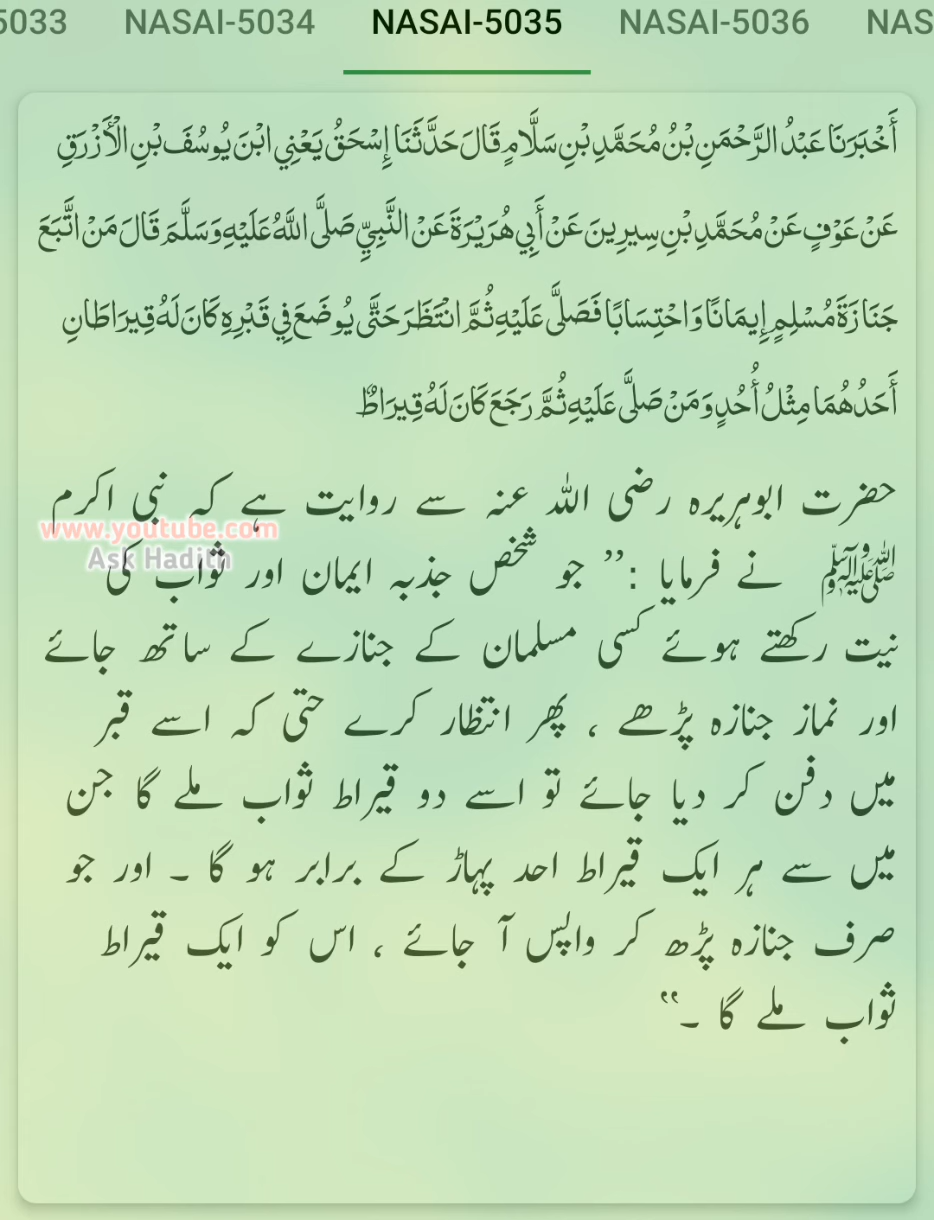 5033 NASAI-5034 NASAI-5035 NASAI-5036 NAS
أَخْبَرَنَا عَبْدُ الرَّحْمَنِ بْنُ مُحَمَّدِ بْنِ سَلَّامٍ قَالَ حَدَّثَنَا إِسْحَقُ يَعْنِي ابْنَ يُوسُفَ بْنِ الْأَزْرَقِ
عَنْ عَوْفٍ عَنْ مُحَمَّدِ بْنِ سِيرِينَ عَنْ أَبِي هُرَيْرَةَ عَنْ النَّبِيِّ صَلَّى اللَّهُ عَلَيْهِ وَسَلَّمَ قَالَ مَنْ اتَّبَعَ
جَنَازَةَ مُسْلِمٍ إِيمَانًا وَاحْتِسَابًا فَصَلَّى عَلَيْهِ ثُمَّ انْتَظَرَ حَتَّى يُوضَعَ فِي قَبْرِهِ كَانَ لَهُ قِيرَاطَانِ
أَحَدُهُمَا مِثْلُ أُحُدٍ وَمَنْ صَلَّى عَلَيْهِ ثُمَّ رَجَعَ كَانَ لَهُ قِيرَاطٌ
حضرت ابوہریرہ رضی اللہ عنہ سے روایت ہے کہ نبی اکرم
www.youtube.com
Ask Hadith
ﷺ نے فرمایا :’’ جو شخص جذبہ ایمان اور ثواب کی
نیت رکھتے ہوئے کسی مسلمان کے جنازے کے ساتھ جائے
اور نماز جنازہ پڑھے ، پھر انتظار کرے حتی کہ اسے قبر
میں دفن کر دیا جائے تو اسے دو قیراط ثواب ملے گا جن
میں سے ہر ایک قیراط احد پہاڑ کے برابر ہو گا ۔ اور جو
صرف جنازہ پڑھ کر واپس آ جائے ، اس کو ایک قیراط
ثواب ملے گا ۔‘‘